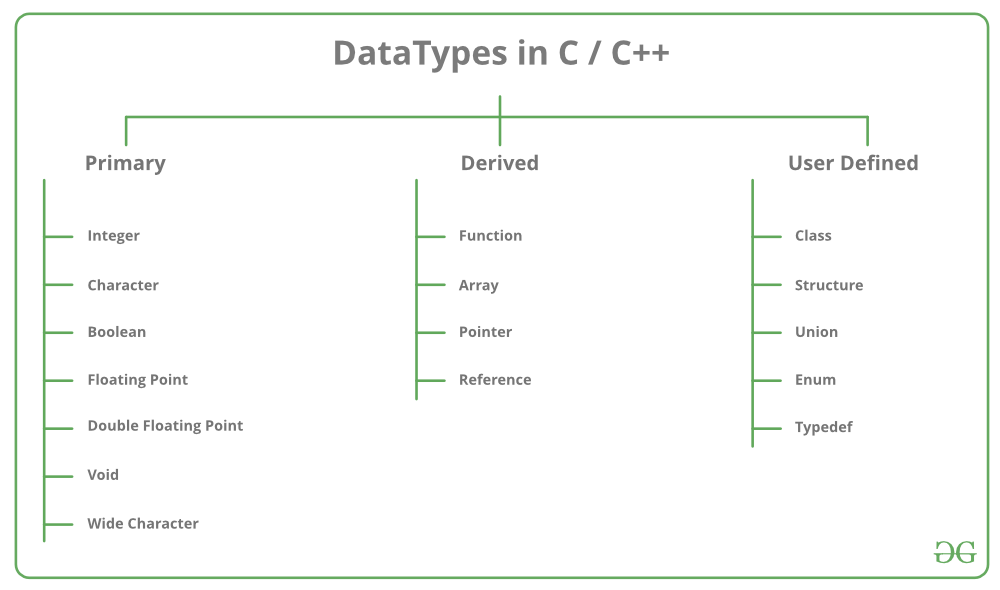 DataTypes in C / C++
Primary
Integer
Character
Boolean
Floating Point
Double Floating Point
Void
Wide Character
Derived
Function
Array
Pointer
Reference
User Defined
Class
Structure
Union
Enum
Typedef